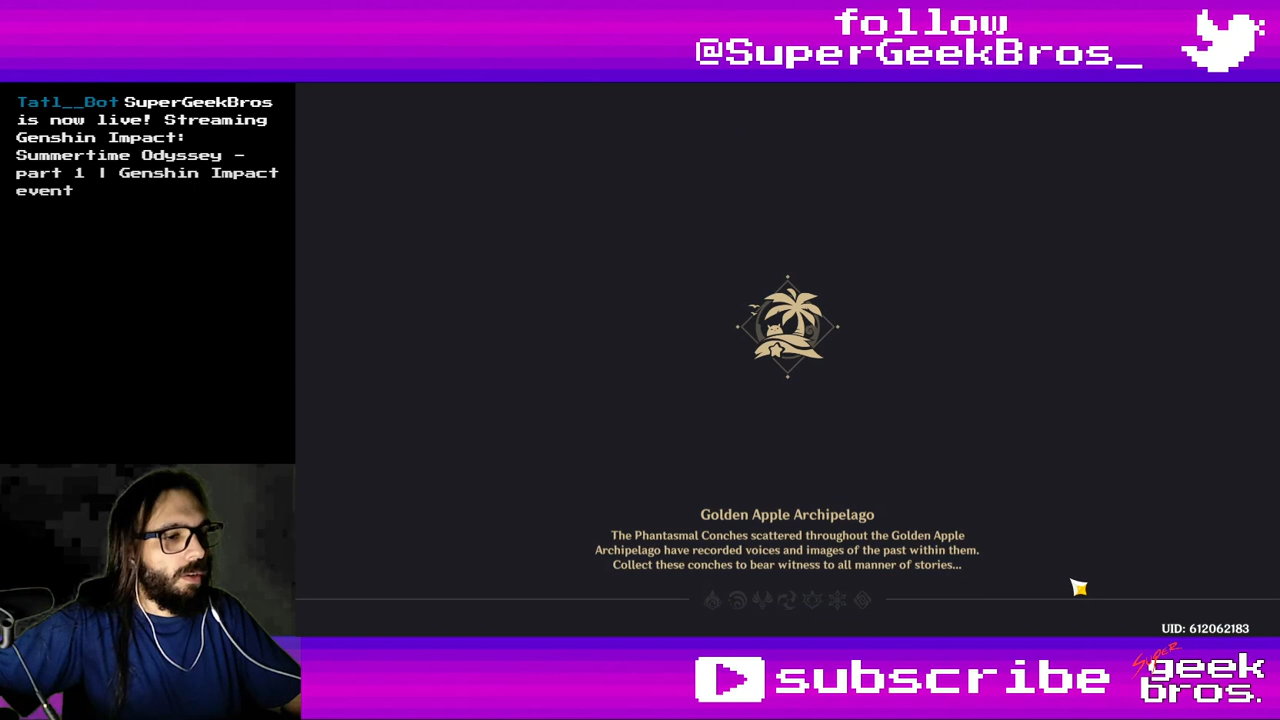 follow
@SuperGeekBros_
Tatl__Bot SuperGeekBros
is now live! Streaming
Genshin Impact:
Summertime Odyssey -
part 1 | Genshin Impact
event
Golden Apple Archipelago
The Phantasmal Conches scattered throughout the Golden Apple
Archipelago have recorded voices and images of the past within them.
Collect these conches to bear witness to all manner of stories...
UID: 612062183
subscribe
SUPER
geek
bros.